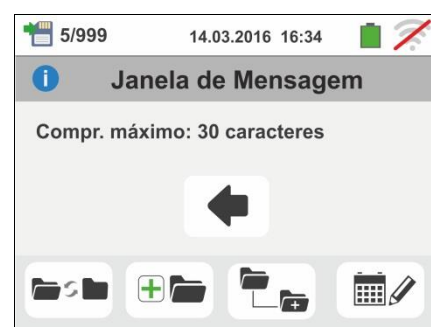 5/999 14.03.2016 16:34
Janela de Mensagem
Compr. máximo: 30 caracteres